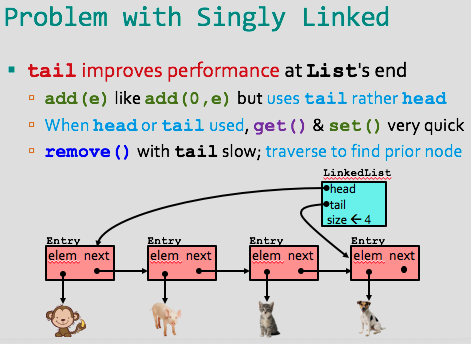 Problem with Singly Linked
tail improves performance at List's end
add(e) like add(0,e) but uses tail rather head
When head or tail used, get() & set() very quick
remove() with tail slow; traverse to find prior node
LinkedList
head
tail
size ← 4
Entry Entry Entry Entry
elem next elem next elem next elem next